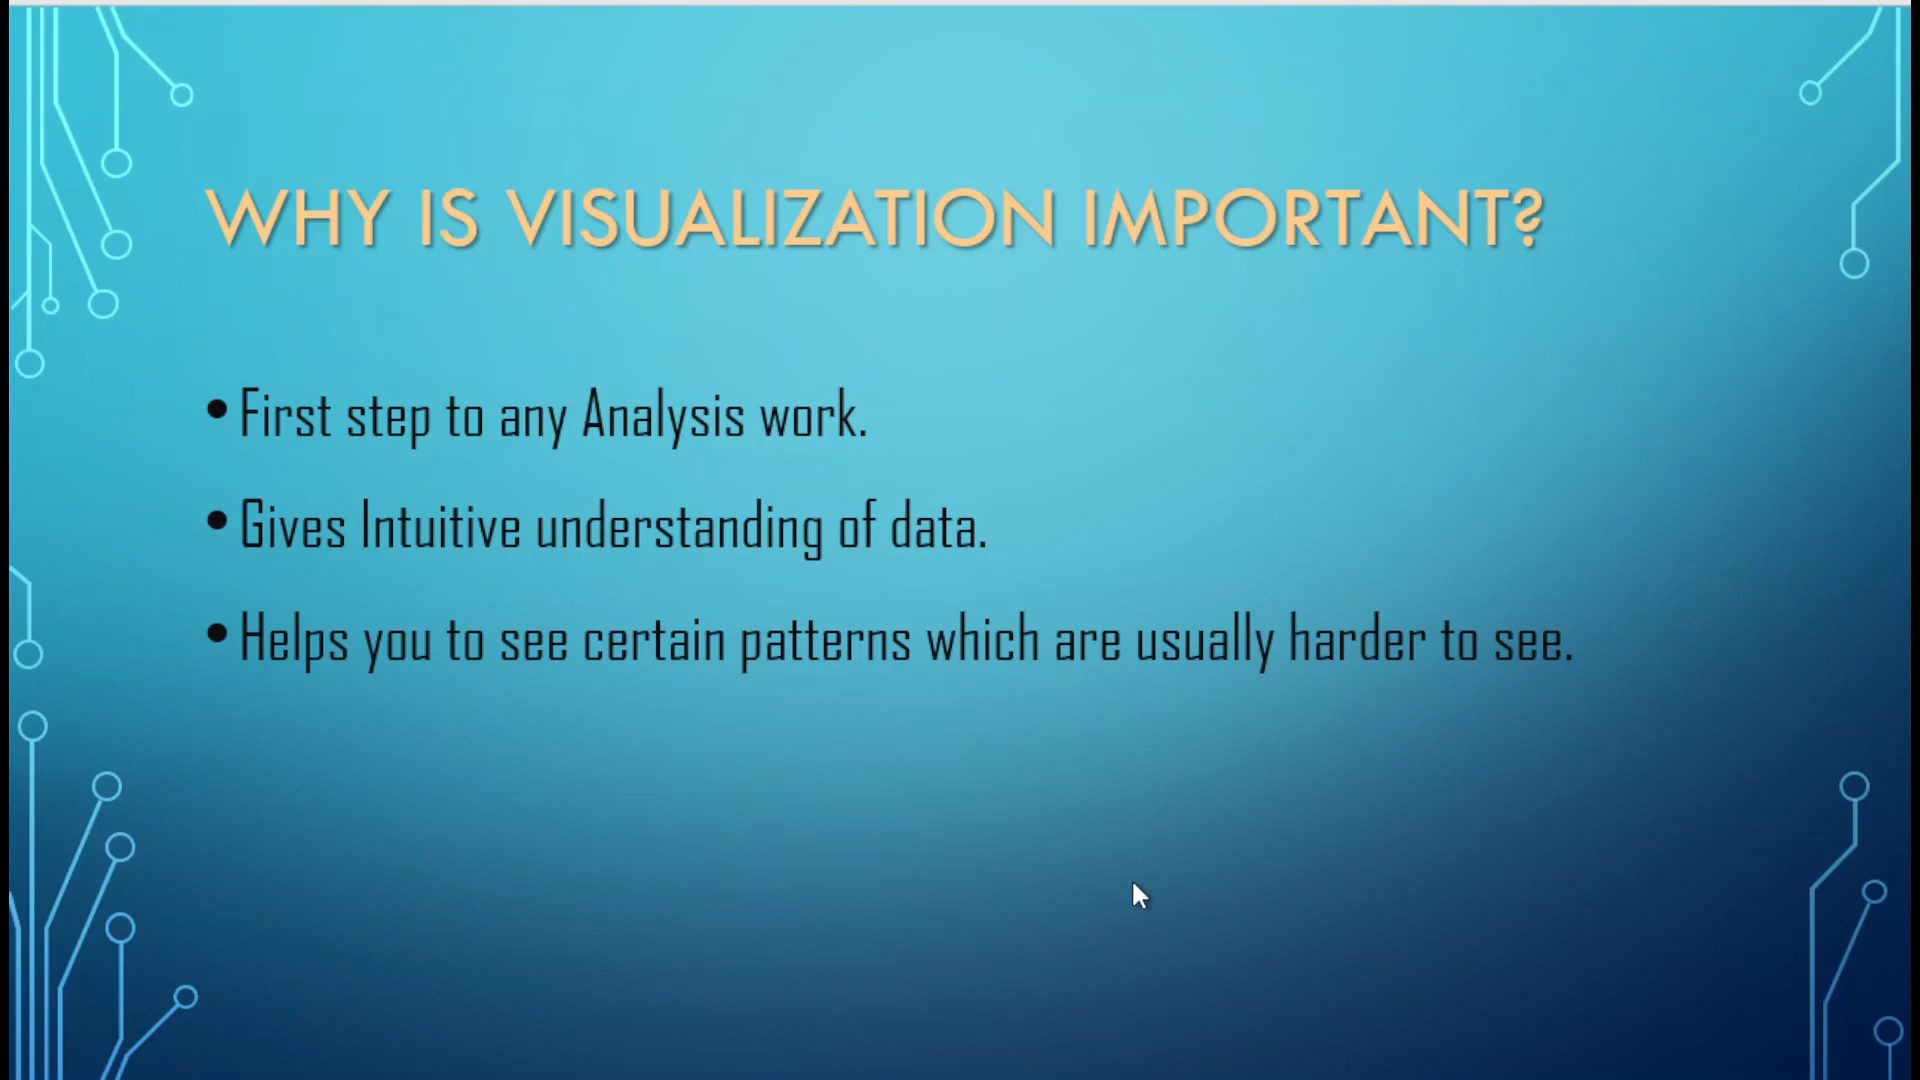 WHY IS VISUALIZATION IMPORTANT?
• First step to any Analysis work.
• Gives Intuitive understanding of data.
• Helps you to see certain patterns which are usually harder to see.